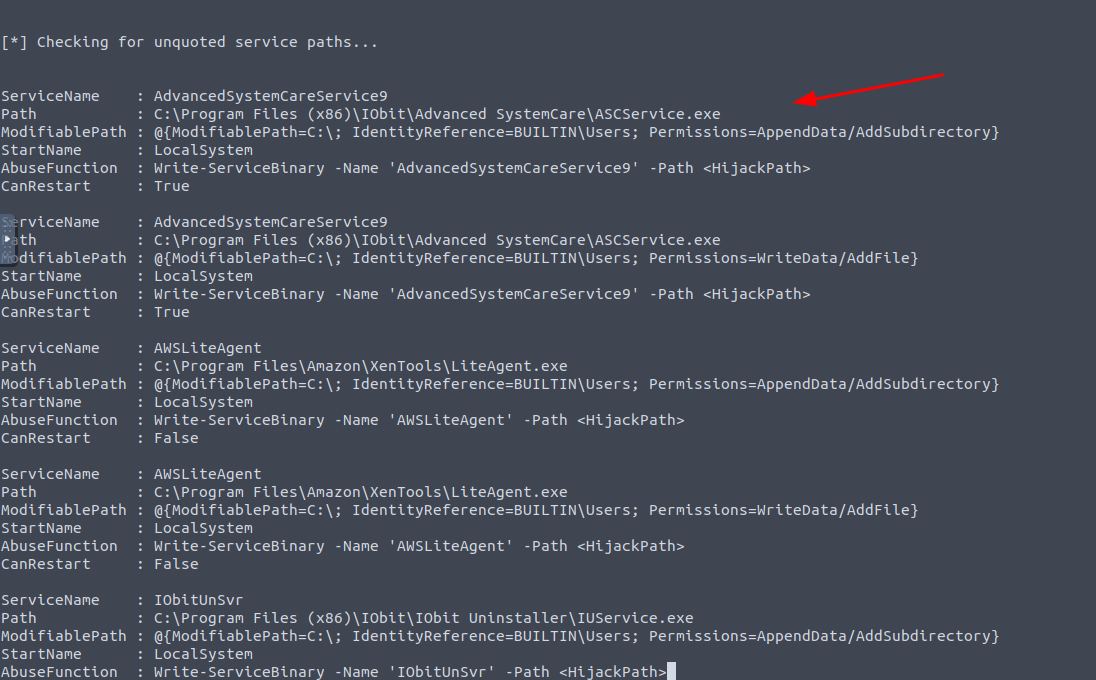 [*] Checking for unquoted service paths...
ServiceName    : AdvancedSystemCareService9
Path           : C:\Program Files (x86)\IObit\Advanced SystemCare\ASCService.exe
ModifiablePath : @{ModifiablePath=C:\; IdentityReference=BUILTIN\Users; Permissions=AppendData/AddSubdirectory}
StartName      : LocalSystem
AbuseFunction  : Write-ServiceBinary -Name 'AdvancedSystemCareService9' -Path <HijackPath>
CanRestart     : True
ServiceName    : AdvancedSystemCareService9
Path           : C:\Program Files (x86)\IObit\Advanced SystemCare\ASCService.exe
ModifiablePath : @{ModifiablePath=C:\; IdentityReference=BUILTIN\Users; Permissions=WriteData/AddFile}
StartName      : LocalSystem
AbuseFunction  : Write-ServiceBinary -Name 'AdvancedSystemCareService9' -Path <HijackPath>
CanRestart     : True
ServiceName    : AWSLiteAgent
Path           : C:\Program Files\Amazon\XenTools\LiteAgent.exe
ModifiablePath : @{ModifiablePath=C:\; IdentityReference=BUILTIN\Users; Permissions=AppendData/AddSubdirectory}
StartName      : LocalSystem
AbuseFunction  : Write-ServiceBinary -Name 'AWSLiteAgent' -Path <HijackPath>
CanRestart     : False
ServiceName    : AWSLiteAgent
Path           : C:\Program Files\Amazon\XenTools\LiteAgent.exe
ModifiablePath : @{ModifiablePath=C:\; IdentityReference=BUILTIN\Users; Permissions=WriteData/AddFile}
StartName      : LocalSystem
AbuseFunction  : Write-ServiceBinary -Name 'AWSLiteAgent' -Path <HijackPath>
CanRestart     : False
ServiceName    : IObitUnSvr
Path           : C:\Program Files (x86)\IObit\IObit Uninstaller\IUService.exe
ModifiablePath : @{ModifiablePath=C:\; IdentityReference=BUILTIN\Users; Permissions=AppendData/AddSubdirectory}
StartName      : LocalSystem
AbuseFunction  : Write-ServiceBinary -Name 'IObitUnSvr' -Path <HijackPath>